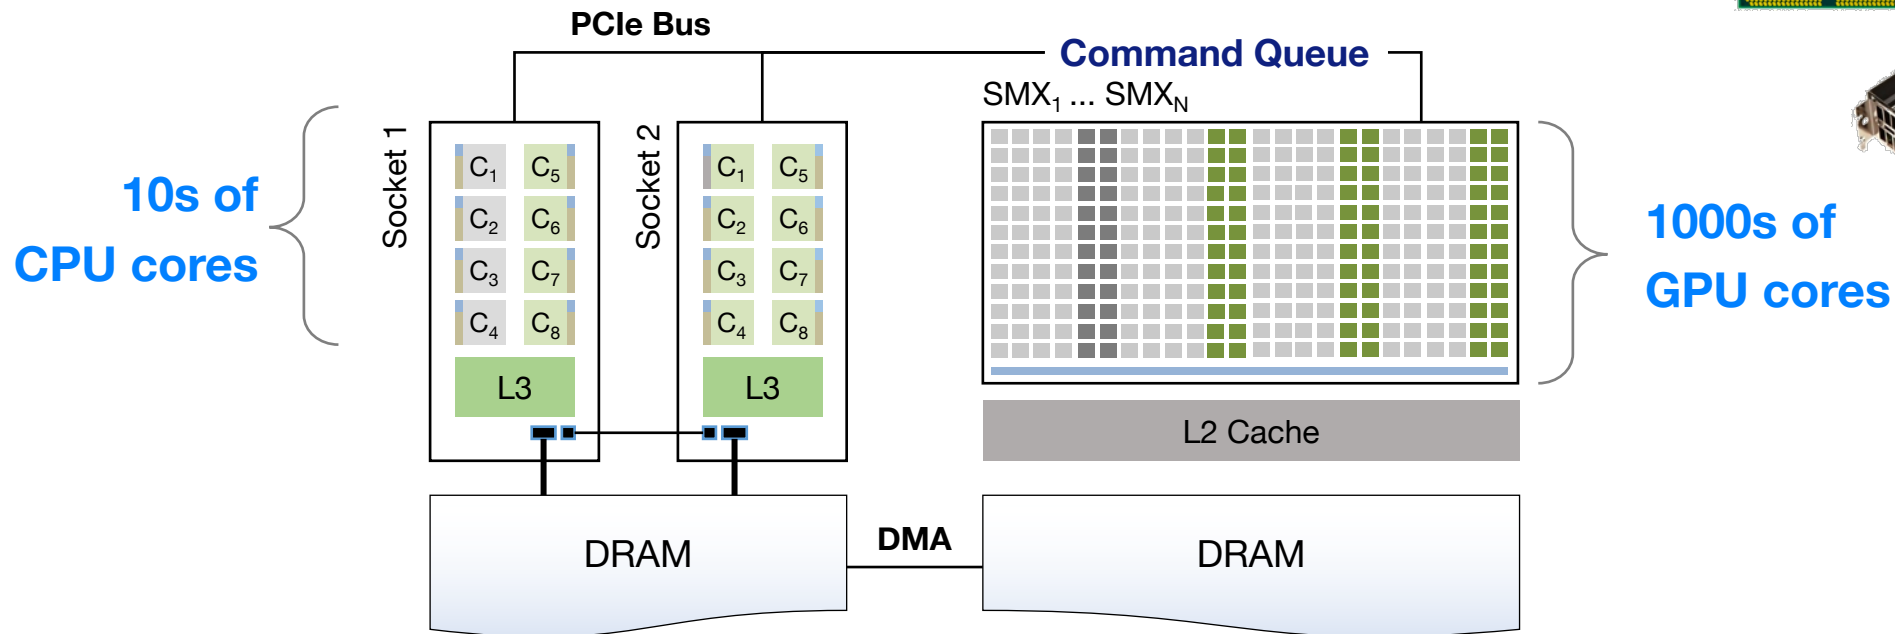 PCIe Bus
Command Queue
SMX₁ ... SMX_N
10s of
CPU cores
Socket 1
C₁ C₅
C₂ C₆
C₃ C₇
C₄ C₈
L3
Socket 2
C₁ C₅
C₂ C₆
C₃ C₇
C₄ C₈
L3
1000s of
GPU cores
L2 Cache
DRAM
DMA
DRAM